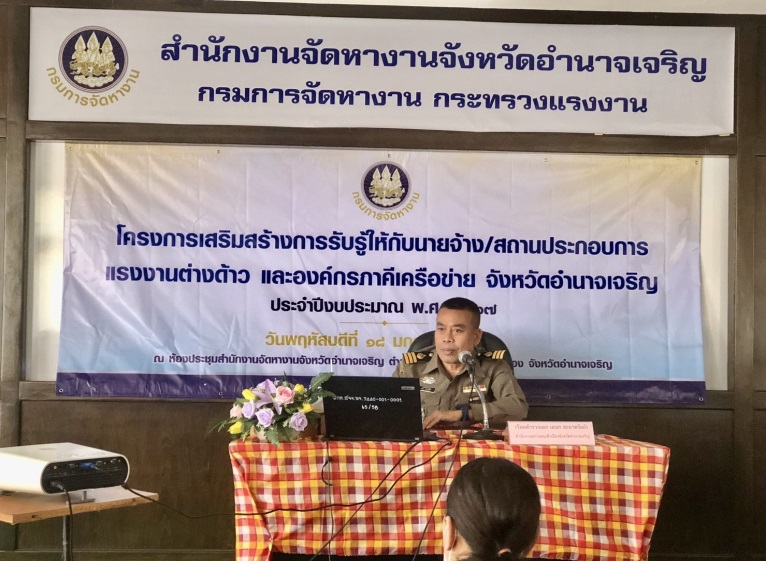 สำนักงานจัดหางานจังหวัดอำนาจเจริญ
กรมการจัดหางาน กระทรวงแรงงาน
กรมการจัดหางาน
กรมการจัดหางาน
โครงการเสริมสร้างการรับรู้ให้กับนายจ้าง/สถานประกอบการ
แรงงานต่างด้าว และองค์กรภาคีเครือข่าย จังหวัดอำนาจเจริญ
ประจำปีงบประมาณ พ.ศ. ๗
วันพฤหัสบดีที่ ๑๘
ณ ห้องประชุมสำนักงานจัดหางานจังหวัดอำนาจเจริญ จังหวัดอำนาจเจริญ